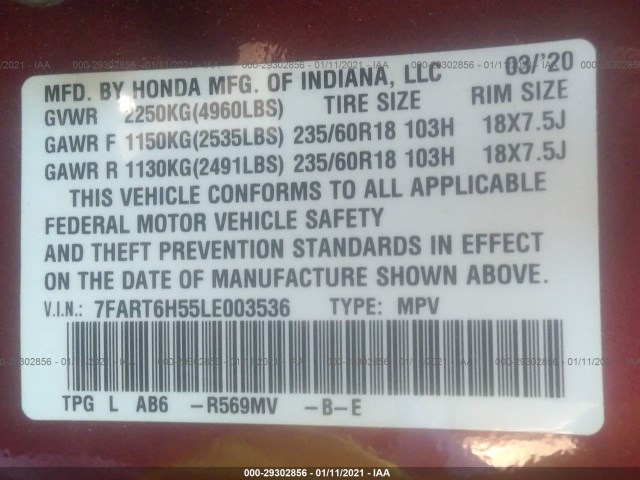 MFD. BY HONDA MFG. OF INDIANA, LLC 03/'20
GVWR 2250KG(4960LBS) TIRE SIZE RIM SIZE
GAWR F 1150KG(2535LBS) 235/60R18 103H 18X7.5J
GAWR R 1130KG(2491LBS) 235/60R18 103H 18X7.5J
THIS VEHICLE CONFORMS TO ALL APPLICABLE
FEDERAL MOTOR VEHICLE SAFETY
AND THEFT PREVENTION STANDARDS IN EFFECT
ON THE DATE OF MANUFACTURE SHOWN ABOVE.
V.I.N.: 7FART6H55LE003536 TYPE: MPV
TPG L AB6 -R569MV -B-E
000-29302856 - 01/11/2021 - IAA